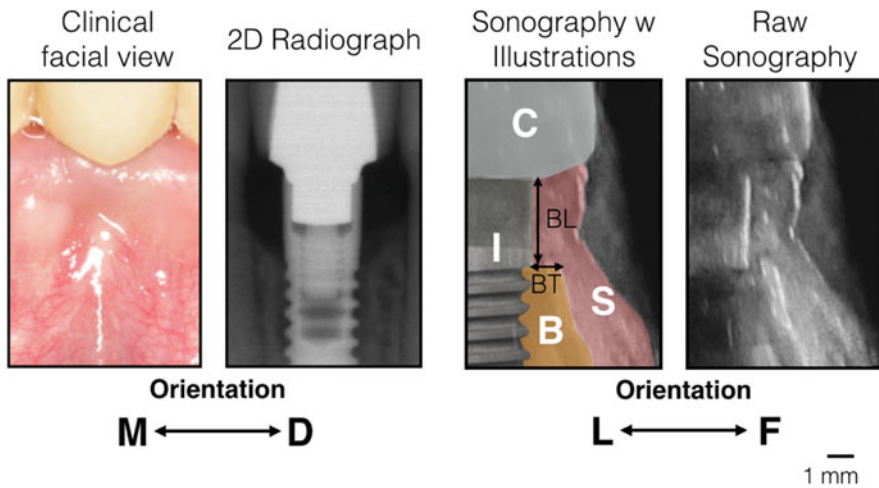 Clinical
facial view
2D Radiograph
Sonography w
Illustrations
Raw
Sonography
C
BL
I
BT
S
B
Orientation
M D
Orientation
L F
1 mm